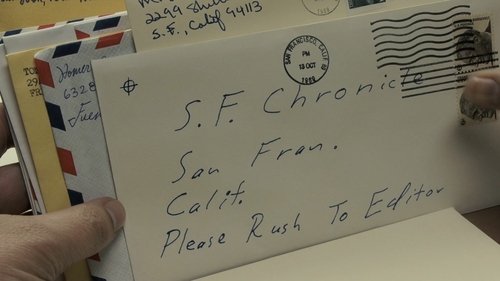 2299
S.F., Calif 94113
6328
SAN FRANCISCO, CALIF.
PM
13 OCT
1969
S.F. Chronicle
San Fran.
Calif.
Please Rush To Editor